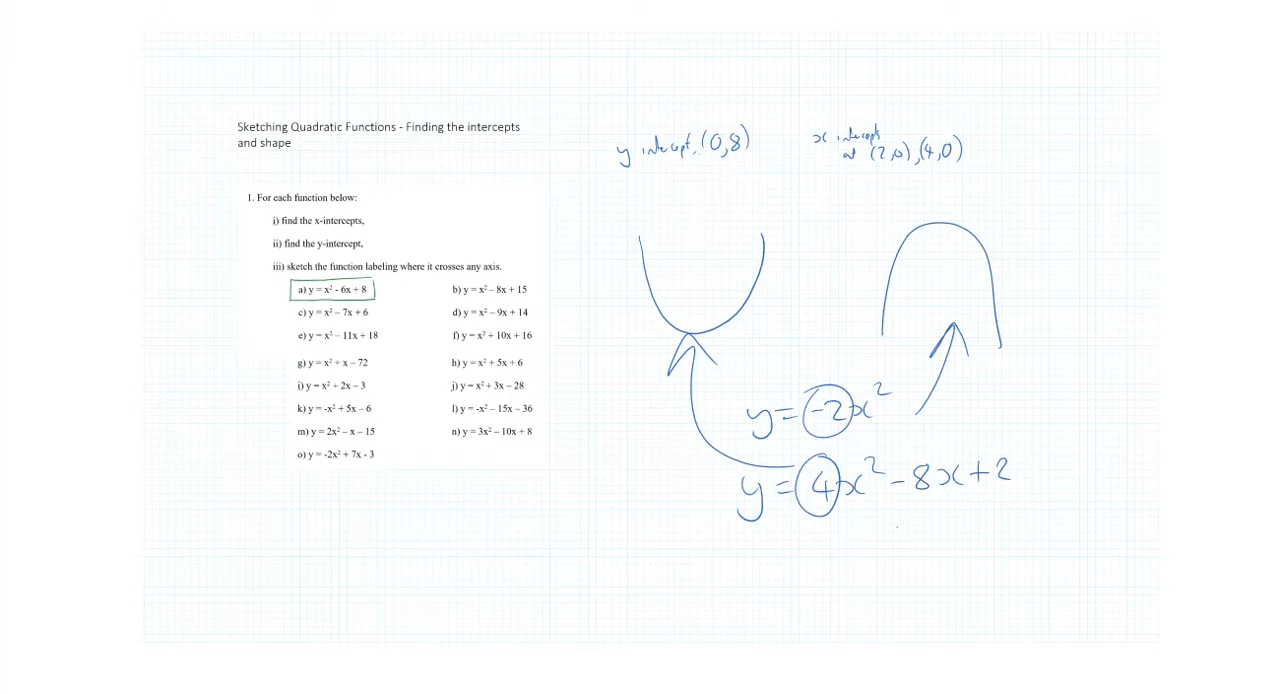 Sketching Quadratic Functions - Finding the intercepts
and shape
y intercept, (0,8)
x intercepts
at (2,0),(4,0)
1. For each function below:
i) find the x-intercepts,
ii) find the y-intercept,
iii) sketch the function labeling where it crosses any axis.
a) y = x² - 6x + 8
b) y = x² – 8x + 15
c) y = x² – 7x + 6
d) y = x² – 9x + 14
e) y = x² – 11x + 18
f) y = x² + 10x + 16
g) y = x² + x – 72
h) y = x² + 5x + 6
i) y = x² + 2x – 3
j) y = x² + 3x – 28
k) y = -x² + 5x – 6
l) y = -x² – 15x – 36
m) y = 2x² – x – 15
n) y = 3x² – 10x + 8
o) y = -2x² + 7x - 3
y = -2x²
y = 4x² - 8x + 2